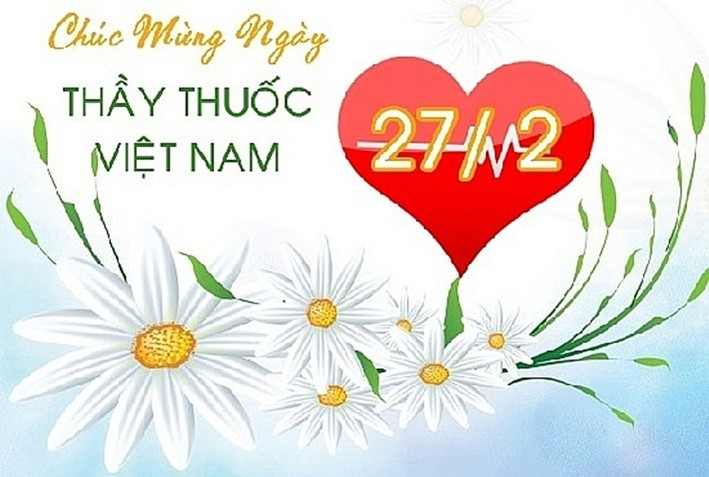 Chúc Mừng Ngày
THẦY THUỐC
VIỆT NAM
27/2